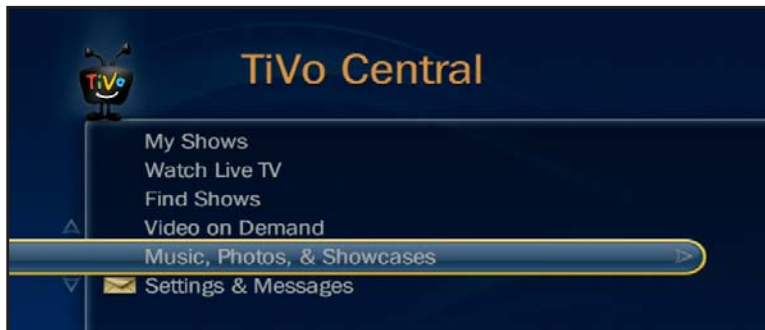 TiVo
TiVo Central
My Shows
Watch Live TV
Find Shows
Video on Demand
Music, Photos, & Showcases
Settings & Messages